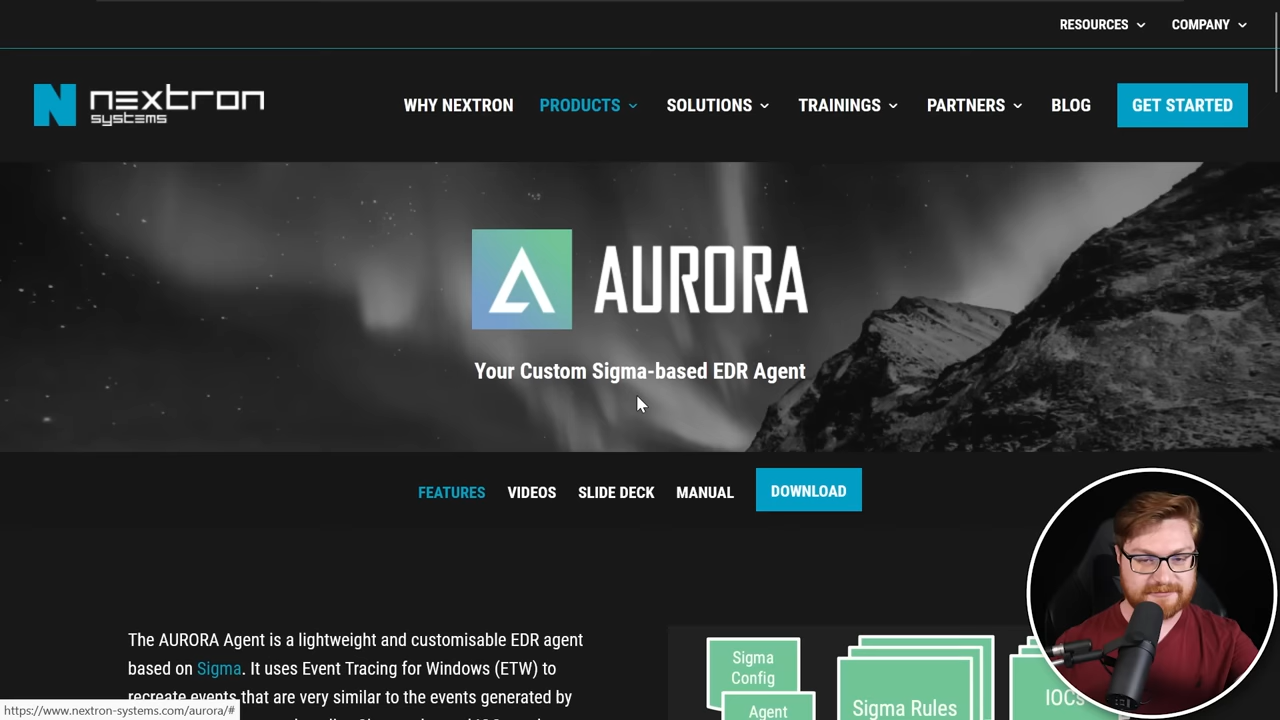 RESOURCES
COMPANY
N nextron
systems
WHY NEXTRON
PRODUCTS
SOLUTIONS
TRAININGS
PARTNERS
BLOG
GET STARTED
AURORA
Your Custom Sigma-based EDR Agent
FEATURES
VIDEOS
SLIDE DECK
MANUAL
DOWNLOAD
The AURORA Agent is a lightweight and customisable EDR agent
based on Sigma. It uses Event Tracing for Windows (ETW) to
recreate events that are very similar to the events generated by
Sigma
Config
Agent
Sigma Rules
IOCs
https://www.nextron-systems.com/aurora/#